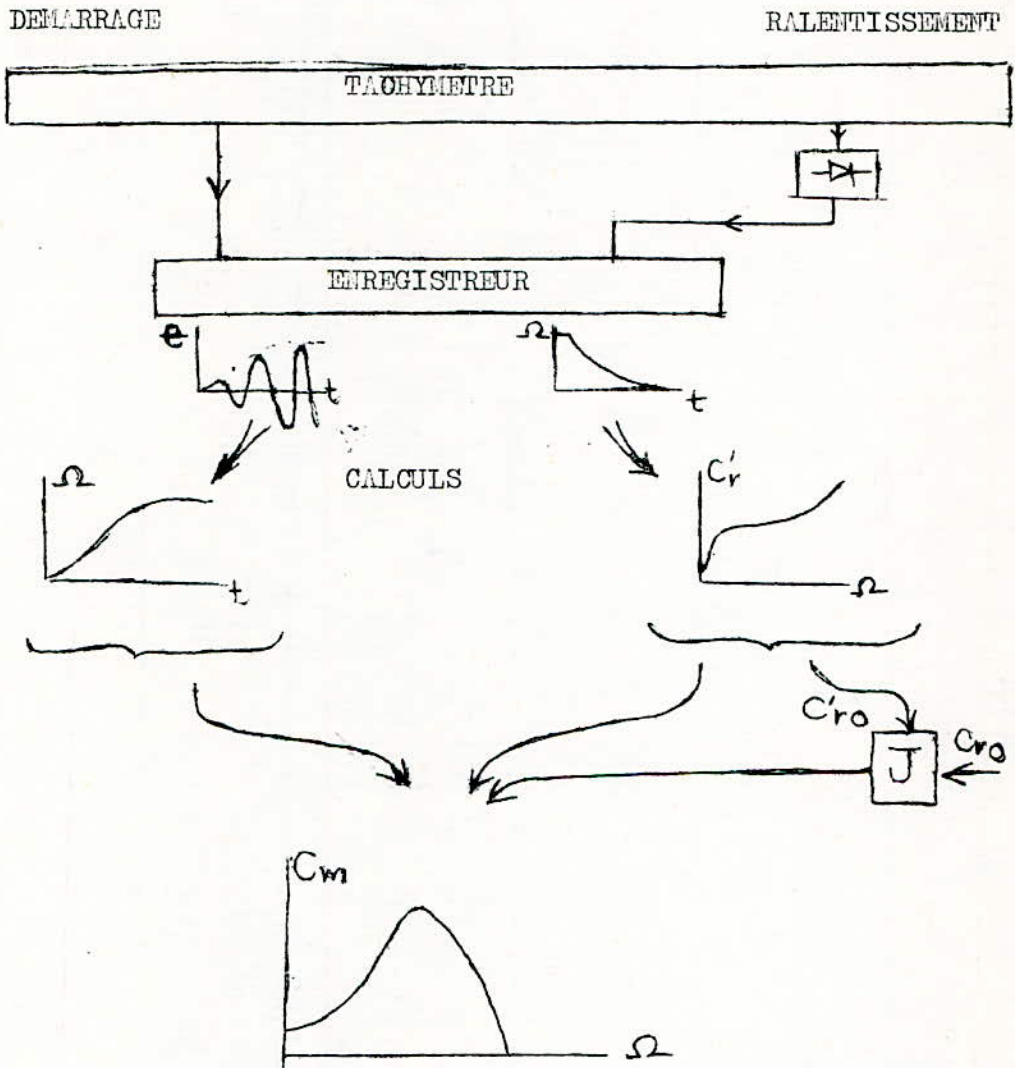 DEMARRAGE RALENTISSEMENT
TACHYMETRE
ENREGISTREUR
e Ω
t t
CALCULS
Ω C'r
t Ω
C'ro
J Cro
Cm
Ω